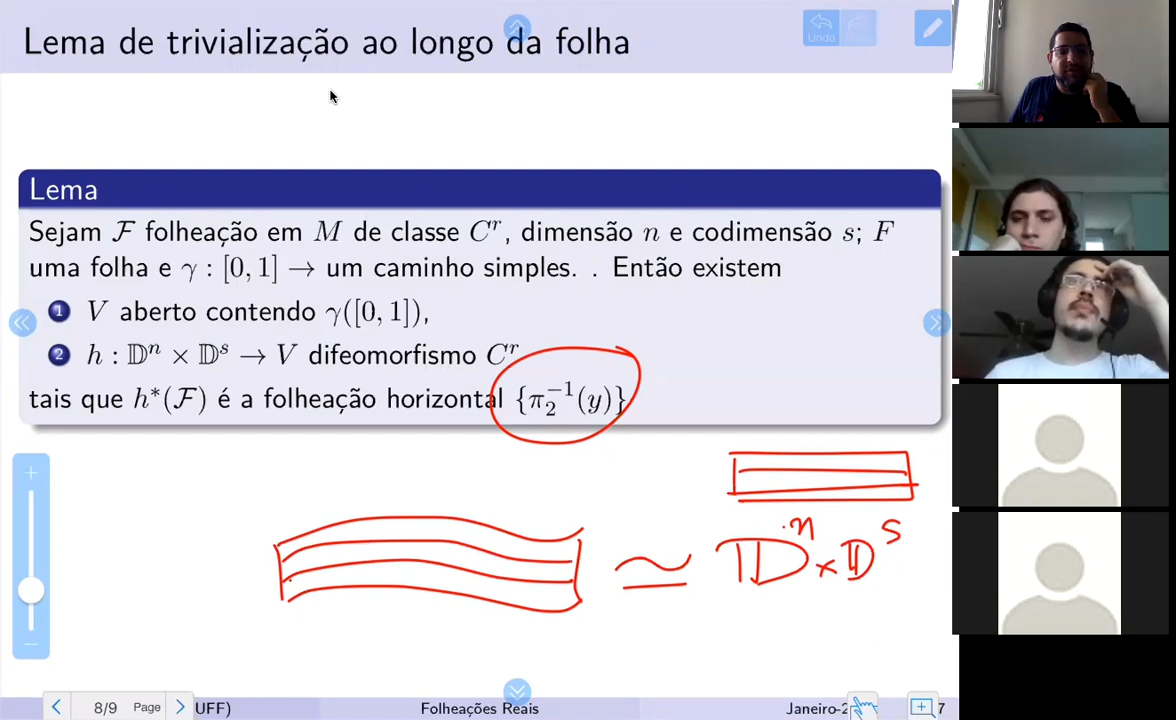 Lema de trivialização ao longo da folha
Undo
Lema
Sejam ℱ folheação em M de classe C^r, dimensão n e codimensão s; F
uma folha e γ : [0, 1] → um caminho simples. . Então existem
1 V aberto contendo γ([0, 1]),
2 h : 𝔻^n × 𝔻^s → V difeomorfismo C^r
tais que h*(ℱ) é a folheação horizontal {π_2^{-1}(y)}
≃ 𝔻^n × 𝔻^s
8/9 Page UFF) Folheações Reais Janeiro-2 7